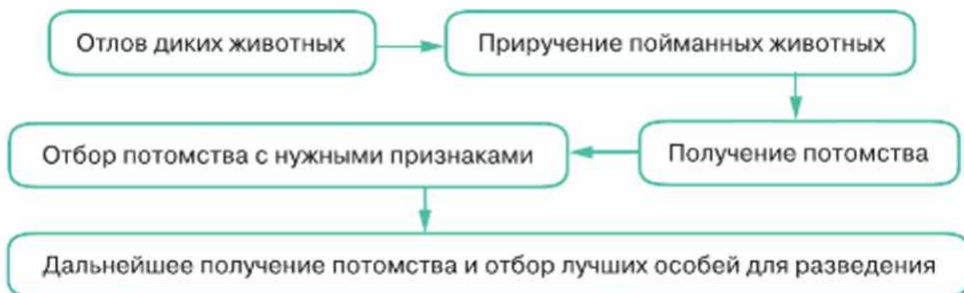 Отлов диких животных
Приручение пойманных животных
Получение потомства
Отбор потомства с нужными признаками
Дальнейшее получение потомства и отбор лучших особей для разведения